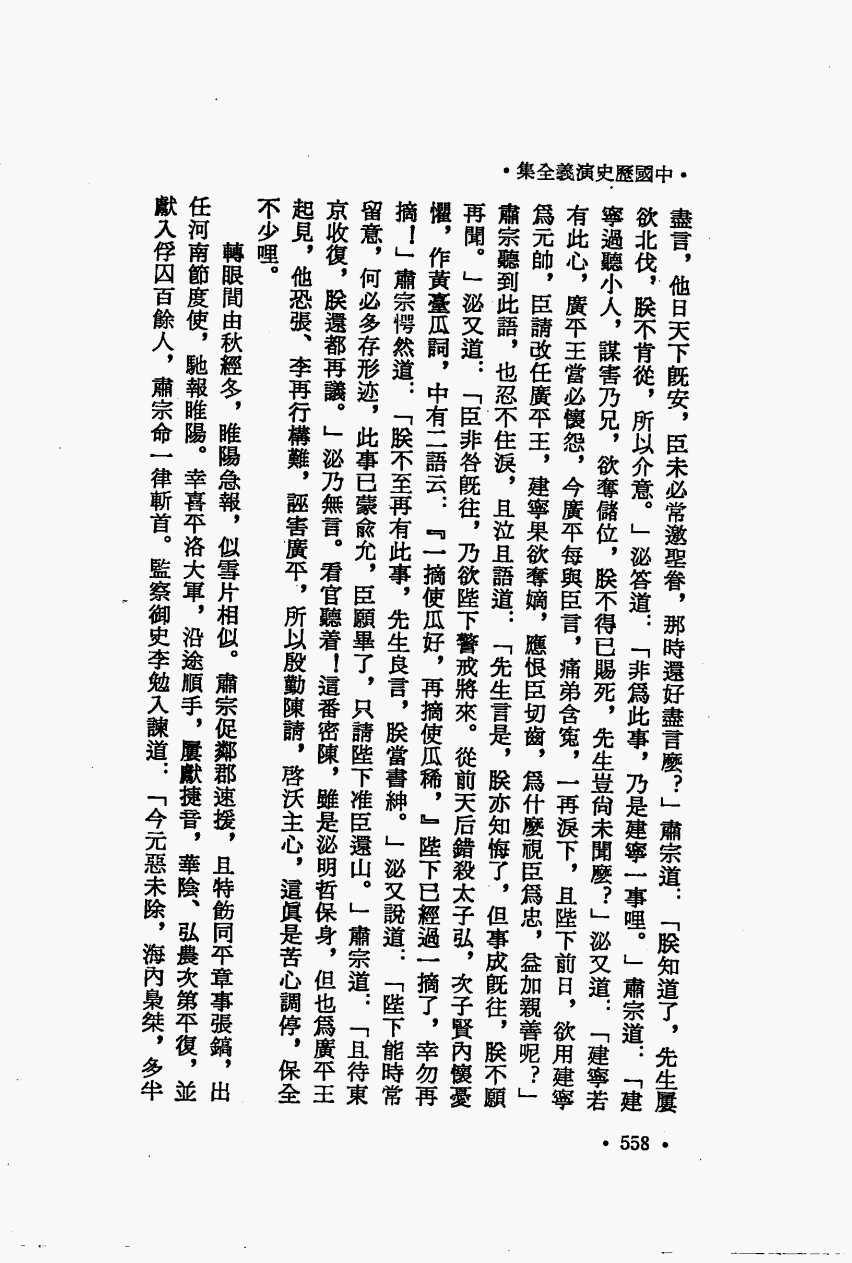 ·中國歷史演義全集·
盡言，他日天下既安，臣未必常邀聖眷，那時還好盡言麼？」肅宗道：「朕知道了，先生屢
欲北伐，朕不肯從，所以介意。」泌答道：「非爲此事，乃是建寧一事哩。」肅宗道：「建
寧過聽小人，謀害乃兄，欲奪儲位，朕不得已賜死，先生豈尙未聞麼？」泌又道：「建寧若
有此心，廣平王當必懷怨，今廣平每與臣言，痛弟含寃，一再淚下，且陛下前日，欲用建寧
爲元帥，臣請改任廣平王，建寧果欲奪嫡，應恨臣切齒，爲什麼視臣爲忠，益加親善呢？」
肅宗聽到此語，也忍不住淚，且泣且語道：「先生言是，朕亦知悔了，但事成既往，朕不願
再聞。」泌又道：「臣非咎既往，乃欲陛下警戒將來。從前天后錯殺太子弘，次子賢內懷憂
懼，作黃臺瓜詞，中有二語云：『一摘使瓜好，再摘使瓜稀，』陛下已經過一摘了，幸勿再
摘！」肅宗愕然道：「朕不至再有此事，先生良言，朕當書紳。」泌又說道：「陛下能時常
留意，何必多存形迹，此事已蒙兪允，臣願畢了，只請陛下准臣還山。」肅宗道：「且待東
京收復，朕還都再議。」泌乃無言。看官聽着！這番密陳，雖是泌明哲保身，但也爲廣平王
起見，他恐張、李再行構難，誣害廣平，所以殷勤陳請，啓沃主心，這眞是苦心調停，保全
不少哩。
轉眼間由秋經冬，睢陽急報，似雪片相似。肅宗促鄰郡速援，且特飭同平章事張鎬，出
任河南節度使，馳報睢陽。幸喜平洛大軍，沿途順手，屢獻捷音，華陰、弘農次第平復，並
獻入俘囚百餘人，肅宗命一律斬首。監察御史李勉入諫道：「今元惡未除，海內梟桀，多半
·558·